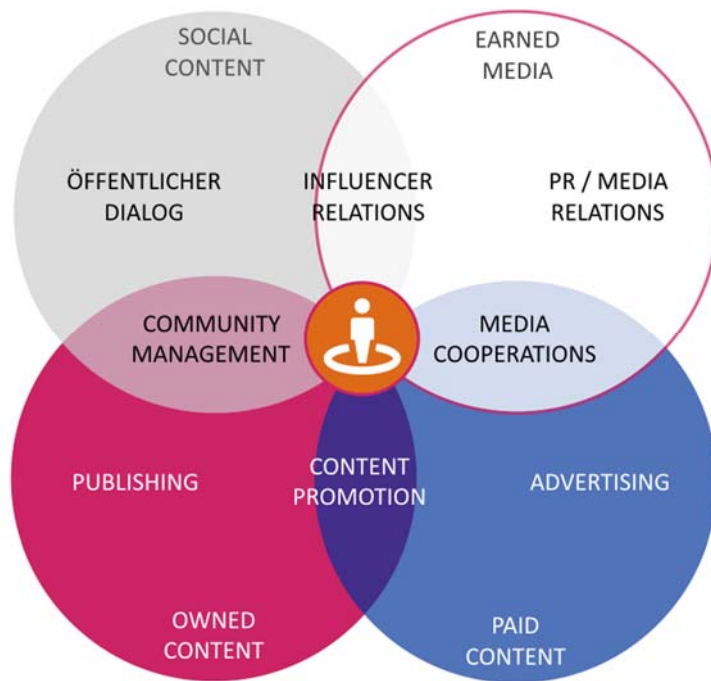 SOCIAL
CONTENT
EARNED
MEDIA
ÖFFENTLICHER
DIALOG
INFLUENCER
RELATIONS
PR / MEDIA
RELATIONS
COMMUNITY
MANAGEMENT
MEDIA
COOPERATIONS
PUBLISHING
CONTENT
PROMOTION
ADVERTISING
OWNED
CONTENT
PAID
CONTENT